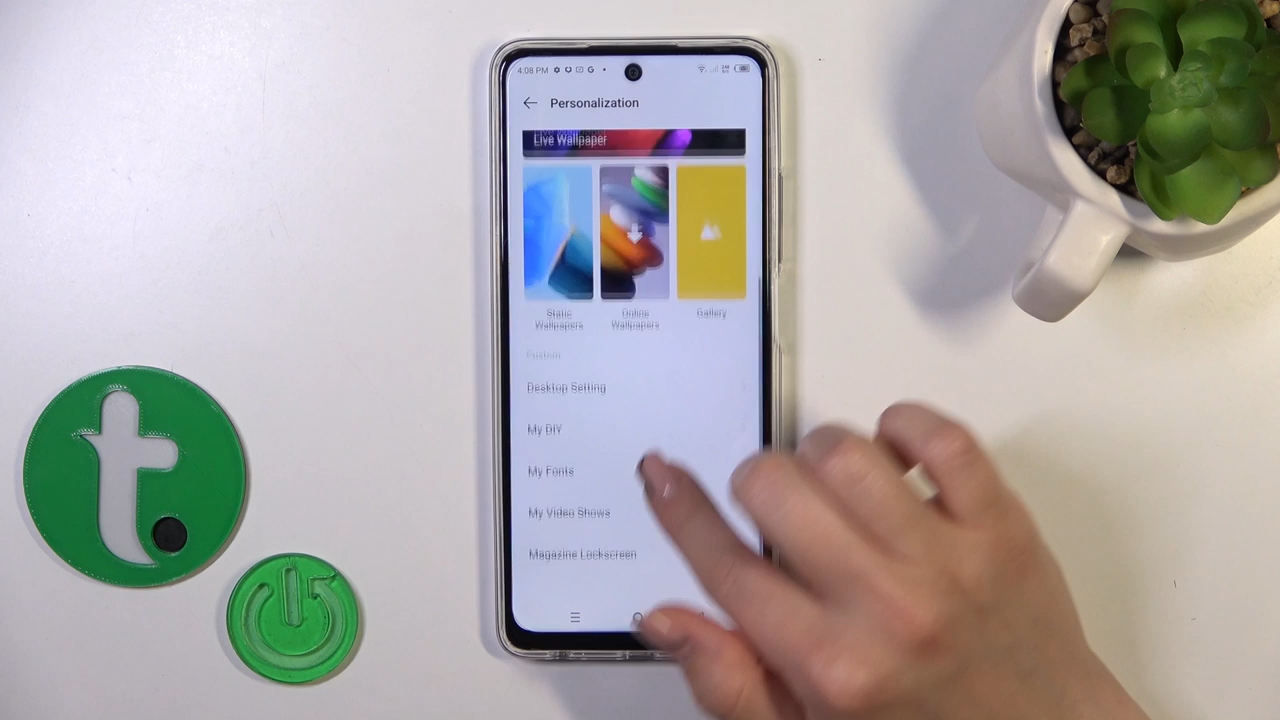 4:08 PM
Personalization
Live Wallpaper
Static
Wallpapers
Online
Wallpapers
Gallery
Custom
Desktop Setting
My DIY
My Fonts
My Video Shows
Magazine Lockscreen